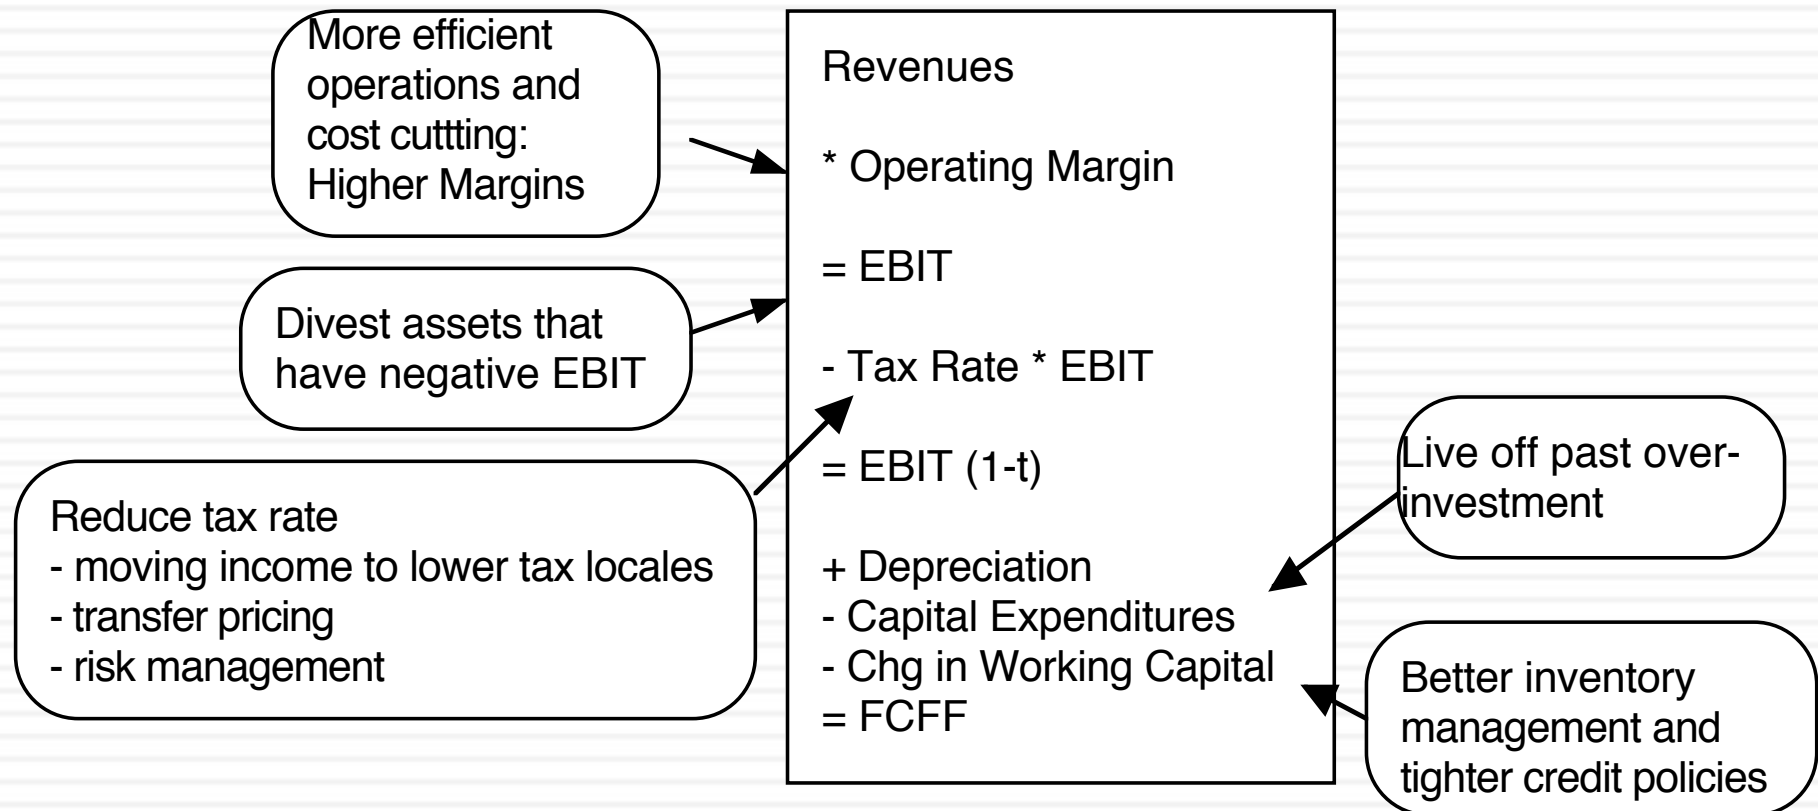 More efficient
operations and
cost cuttting:
Higher Margins
Divest assets that
have negative EBIT
Reduce tax rate
- moving income to lower tax locales
- transfer pricing
- risk management
Revenues
* Operating Margin
= EBIT
- Tax Rate * EBIT
= EBIT (1-t)
+ Depreciation
- Capital Expenditures
- Chg in Working Capital
= FCFF
Live off past over-
investment
Better inventory
management and
tighter credit policies